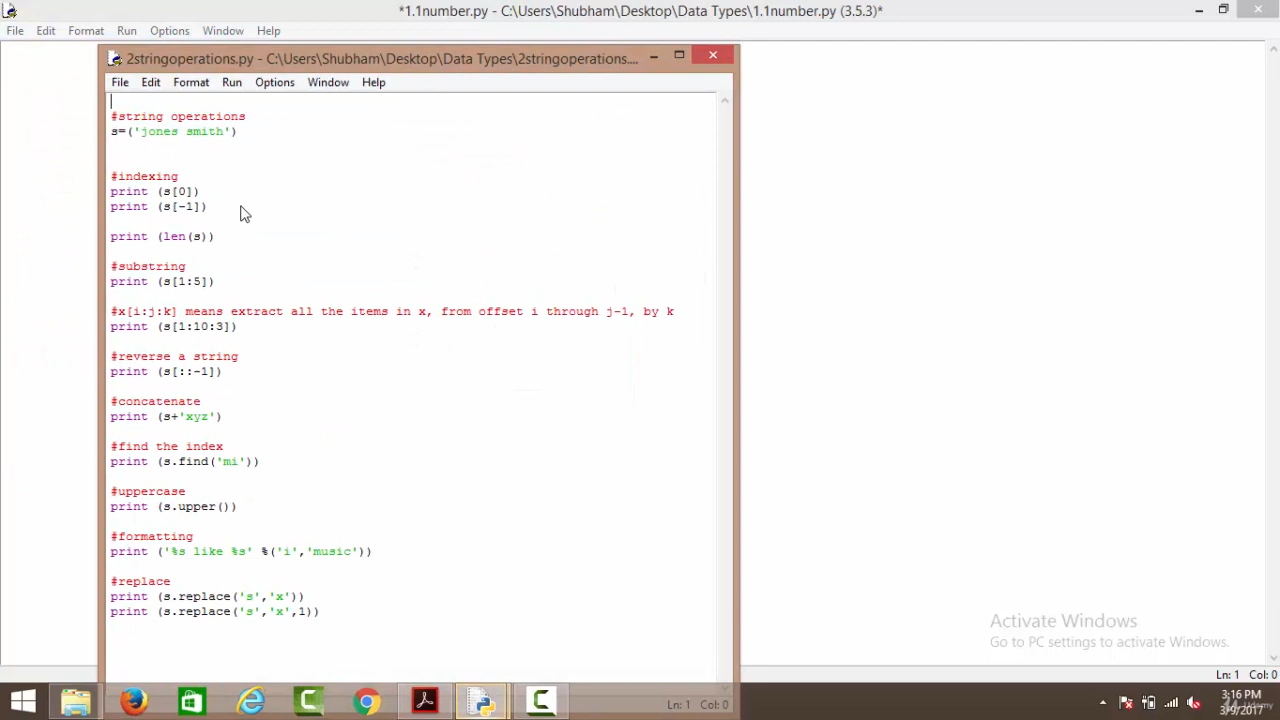 *1.1number.py - C:\Users\Shubham\Desktop\Data Types\1.1number.py (3.5.3)*
File Edit Format Run Options Window Help
2stringoperations.py - C:\Users\Shubham\Desktop\Data Types\2stringoperations....
File Edit Format Run Options Window Help
#string operations
s=('jones smith')
#indexing
print (s[0])
print (s[-1])
print (len(s))
#substring
print (s[1:5])
#x[i:j:k] means extract all the items in x, from offset i through j-1, by k
print (s[1:10:3])
#reverse a string
print (s[::-1])
#concatenate
print (s+'xyz')
#find the index
print (s.find('mi'))
#uppercase
print (s.upper())
#formatting
print ('%s like %s' %('i','music'))
#replace
print (s.replace('s','x'))
print (s.replace('s','x',1))
Activate Windows
Go to PC settings to activate Windows.
Ln: 1 Col: 0
Ln: 1 Col: 0
3:16 PM
3/9/2017
Udemy